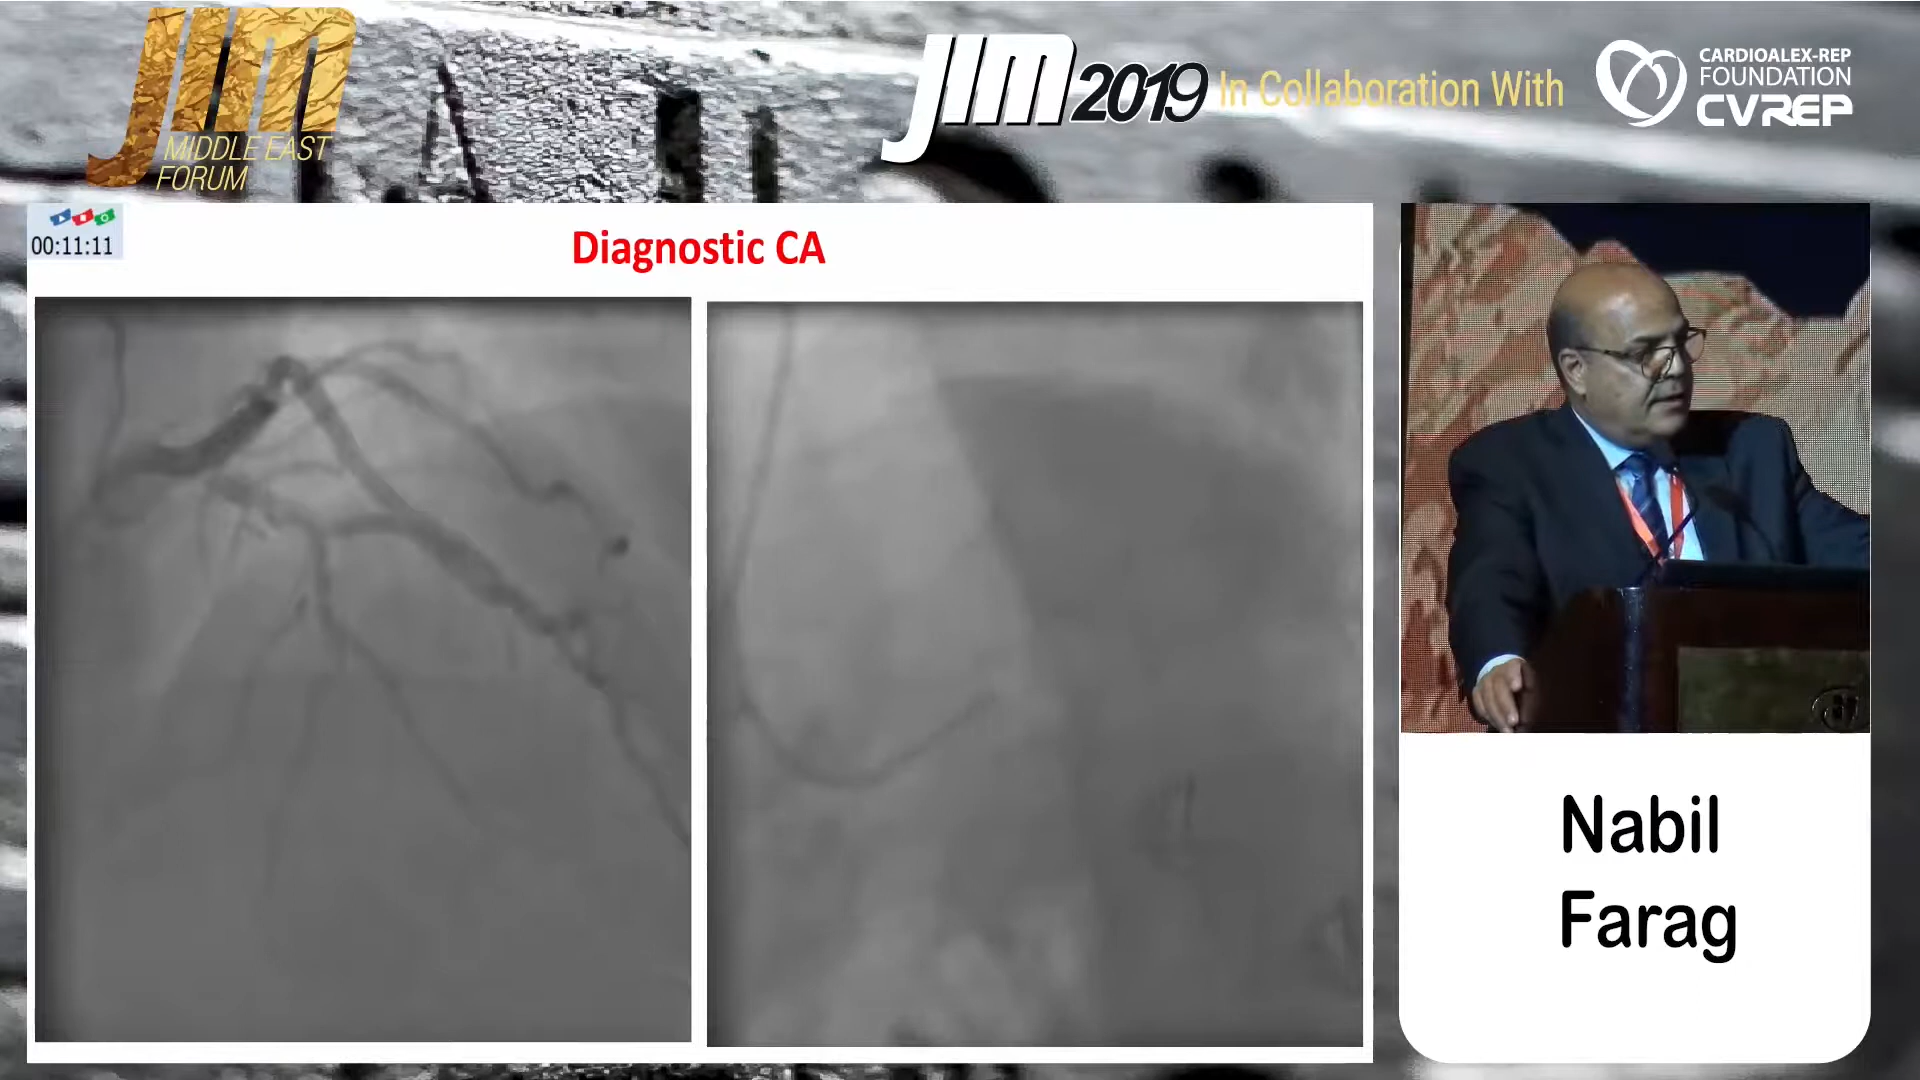 JIM
MIDDLE EAST
FORUM
JIM 2019 In Collaboration With
CARDIOALEX-REP
FOUNDATION
CVREP
00:11:11
Diagnostic CA
Nabil
Farag